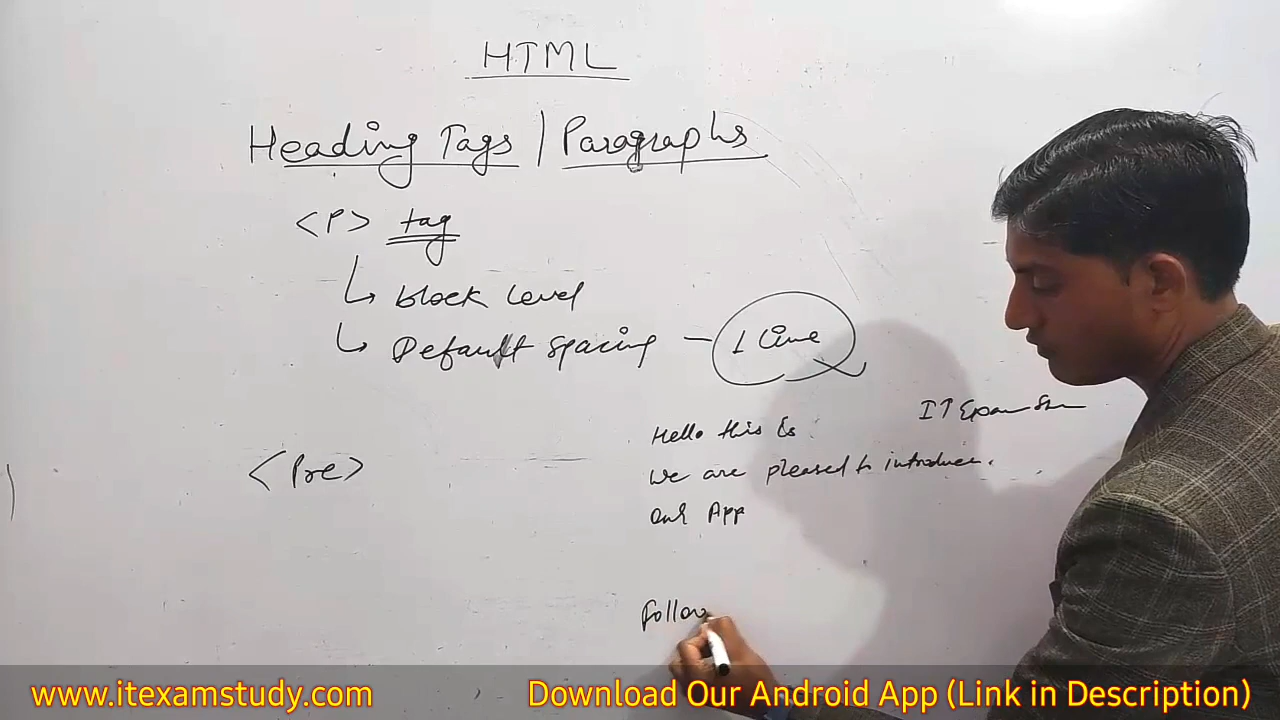 HTML
Heading Tags | Paragraphs
<P> tag
↳ block level
↳ Default spacing - 1 line
Hello this is IT Exam
We are pleased to introduce.
our App
<Pre>
Follow
www.itexamstudy.com
Download Our Android App (Link in Description)